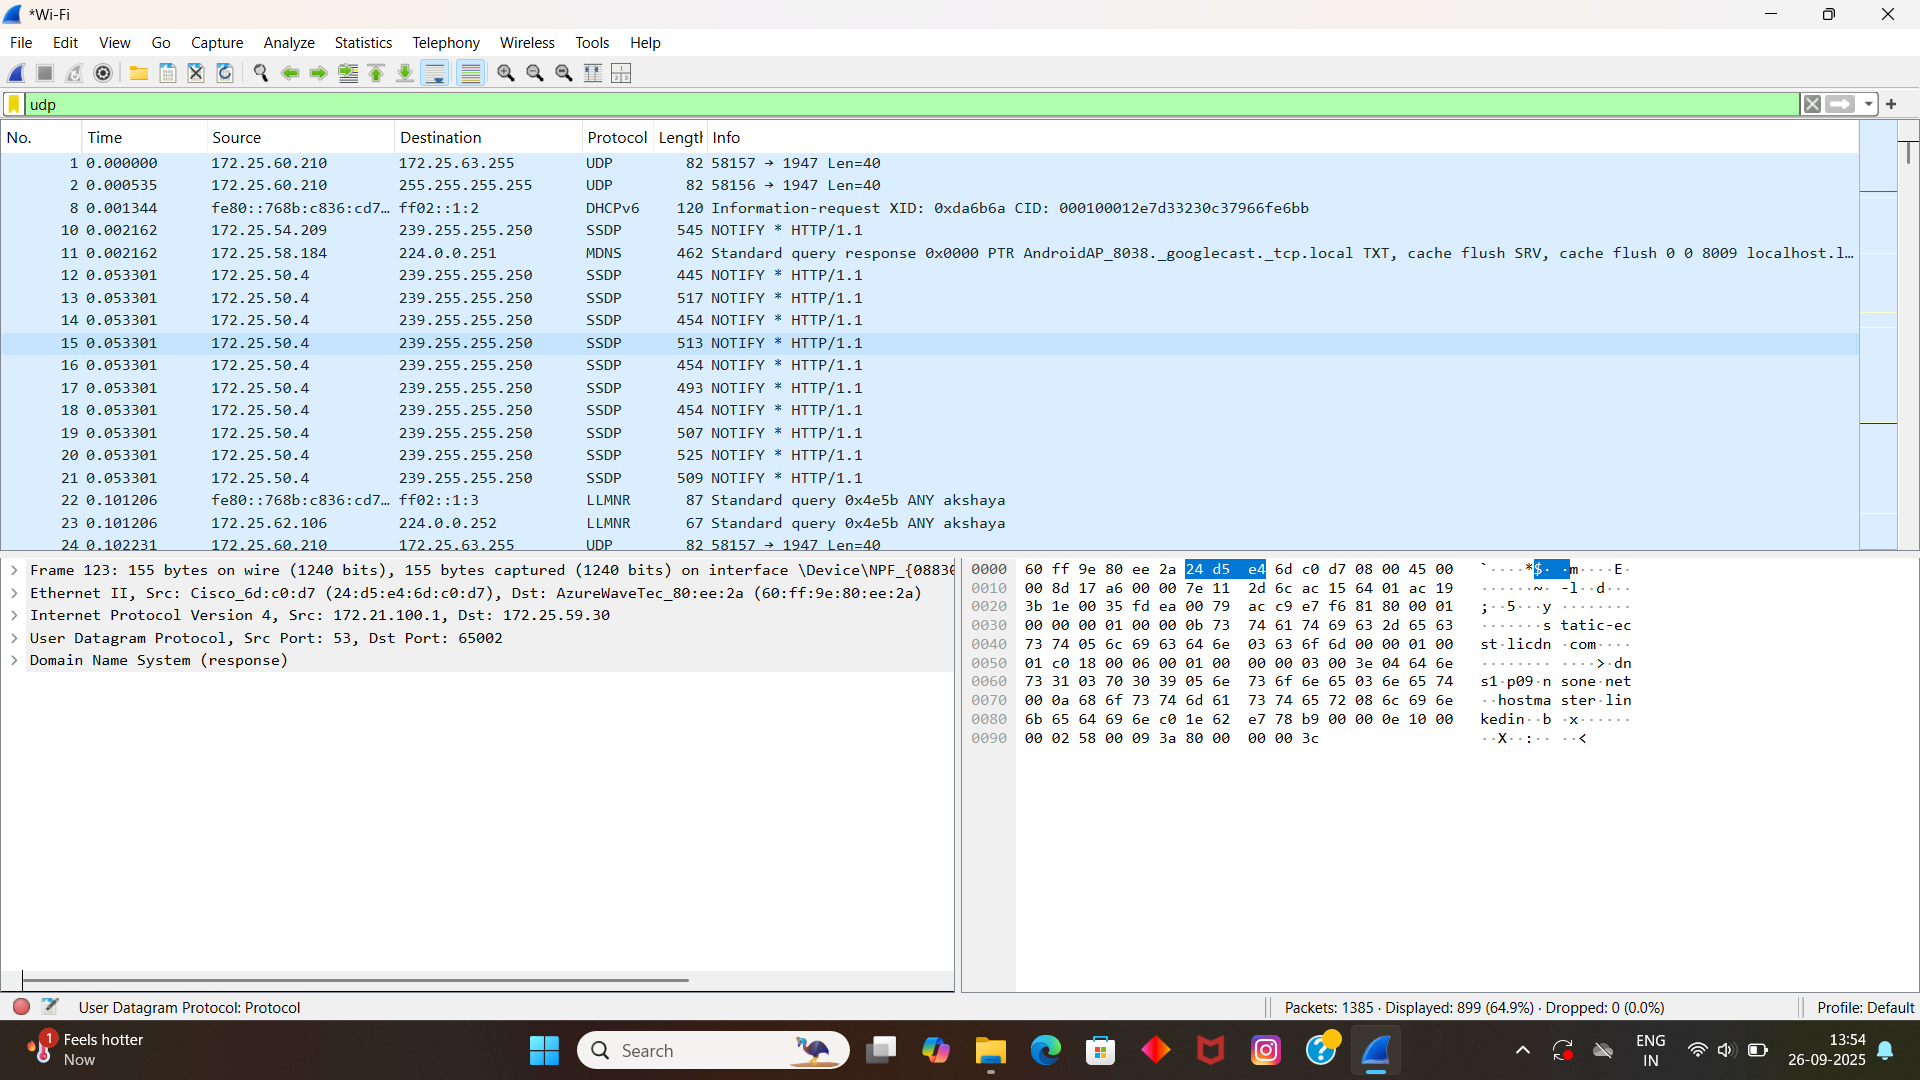 *Wi-Fi
File Edit View Go Capture Analyze Statistics Telephony Wireless Tools Help
udp
No. Time Source Destination Protocol Length Info
1 0.000000 172.25.60.210 172.25.63.255 UDP 82 58157 → 1947 Len=40
2 0.000535 172.25.60.210 255.255.255.255 UDP 82 58156 → 1947 Len=40
8 0.001344 fe80::768b:c836:cd7… ff02::1:2 DHCPv6 120 Information-request XID: 0xda6b6a CID: 000100012e7d33230c37966fe6bb
10 0.002162 172.25.54.209 239.255.255.250 SSDP 545 NOTIFY * HTTP/1.1
11 0.002162 172.25.58.184 224.0.0.251 MDNS 462 Standard query response 0x0000 PTR AndroidAP_8038._googlecast._tcp.local TXT, cache flush SRV, cache flush 0 0 8009 localhost.l…
12 0.053301 172.25.50.4 239.255.255.250 SSDP 445 NOTIFY * HTTP/1.1
13 0.053301 172.25.50.4 239.255.255.250 SSDP 517 NOTIFY * HTTP/1.1
14 0.053301 172.25.50.4 239.255.255.250 SSDP 454 NOTIFY * HTTP/1.1
15 0.053301 172.25.50.4 239.255.255.250 SSDP 513 NOTIFY * HTTP/1.1
16 0.053301 172.25.50.4 239.255.255.250 SSDP 454 NOTIFY * HTTP/1.1
17 0.053301 172.25.50.4 239.255.255.250 SSDP 493 NOTIFY * HTTP/1.1
18 0.053301 172.25.50.4 239.255.255.250 SSDP 454 NOTIFY * HTTP/1.1
19 0.053301 172.25.50.4 239.255.255.250 SSDP 507 NOTIFY * HTTP/1.1
20 0.053301 172.25.50.4 239.255.255.250 SSDP 525 NOTIFY * HTTP/1.1
21 0.053301 172.25.50.4 239.255.255.250 SSDP 509 NOTIFY * HTTP/1.1
22 0.101206 fe80::768b:c836:cd7… ff02::1:3 LLMNR 87 Standard query 0x4e5b ANY akshaya
23 0.101206 172.25.62.106 224.0.0.252 LLMNR 67 Standard query 0x4e5b ANY akshaya
24 0.102231 172.25.60.210 172.25.63.255 UDP 82 58157 → 1947 Len=40
Frame 123: 155 bytes on wire (1240 bits), 155 bytes captured (1240 bits) on interface \Device\NPF_{0883
Ethernet II, Src: Cisco_6d:c0:d7 (24:d5:e4:6d:c0:d7), Dst: AzureWaveTec_80:ee:2a (60:ff:9e:80:ee:2a)
Internet Protocol Version 4, Src: 172.21.100.1, Dst: 172.25.59.30
User Datagram Protocol, Src Port: 53, Dst Port: 65002
Domain Name System (response)
0000 60 ff 9e 80 ee 2a 24 d5 e4 6d c0 d7 08 00 45 00 `····*$· ·m····E·
0010 00 8d 17 a6 00 00 7e 11 2d 6c ac 15 64 01 ac 19 ······~· -l··d···
0020 3b 1e 00 35 fd ea 00 79 ac c9 e7 f6 81 80 00 01 ;··5···y ········
0030 00 00 00 01 00 00 0b 73 74 61 74 69 63 2d 65 63 ·······s tatic-ec
0040 73 74 05 6c 69 63 64 6e 03 63 6f 6d 00 00 01 00 st·licdn ·com····
0050 01 c0 18 00 06 00 01 00 00 00 03 00 3e 04 64 6e ········ ····>·dn
0060 73 31 03 70 30 39 05 6e 73 6f 6e 65 03 6e 65 74 s1·p09·n sone·net
0070 00 0a 68 6f 73 74 6d 61 73 74 65 72 08 6c 69 6e ··hostma ster·lin
0080 6b 65 64 69 6e c0 1e 62 e7 78 b9 00 00 0e 10 00 kedin··b ·x······
0090 00 02 58 00 09 3a 80 00 00 00 3c ··X··:·· ··<
User Datagram Protocol: Protocol Packets: 1385 · Displayed: 899 (64.9%) · Dropped: 0 (0.0%) Profile: Default
1 Feels hotter
Now
Search
ENG
IN
13:54
26-09-2025